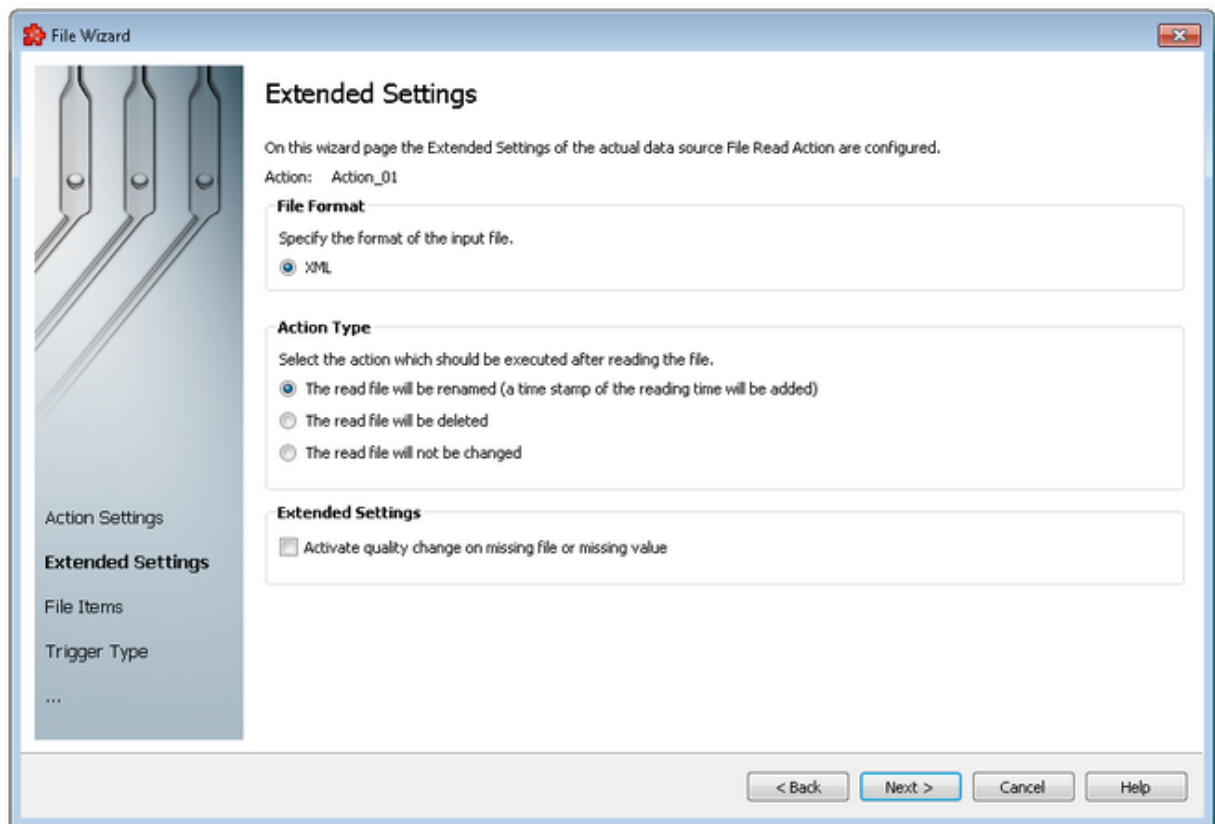 File Wizard
Extended Settings
On this wizard page the Extended Settings of the actual data source File Read Action are configured.
Action: Action_01
File Format
Specify the format of the input file.
XML
Action Type
Select the action which should be executed after reading the file.
The read file will be renamed (a time stamp of the reading time will be added)
The read file will be deleted
The read file will not be changed
Extended Settings
Activate quality change on missing file or missing value
Action Settings
Extended Settings
File Items
Trigger Type
...
< Back
Next >
Cancel
Help